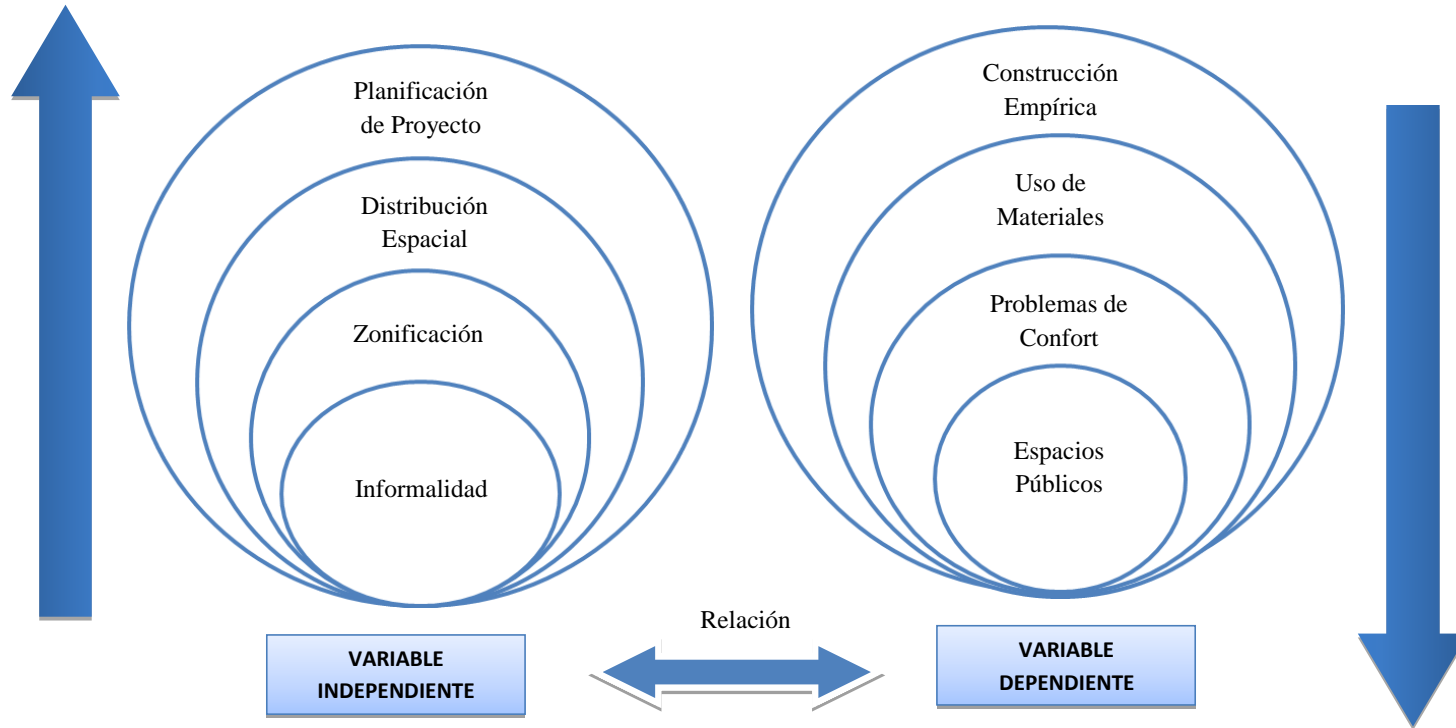 Planificación
de Proyecto
Distribución
Espacial
Zonificación
Informalidad
Construcción
Empírica
Uso de
Materiales
Problemas de
Confort
Espacios
Públicos
VARIABLE
INDEPENDIENTE
Relación
VARIABLE
DEPENDIENTE